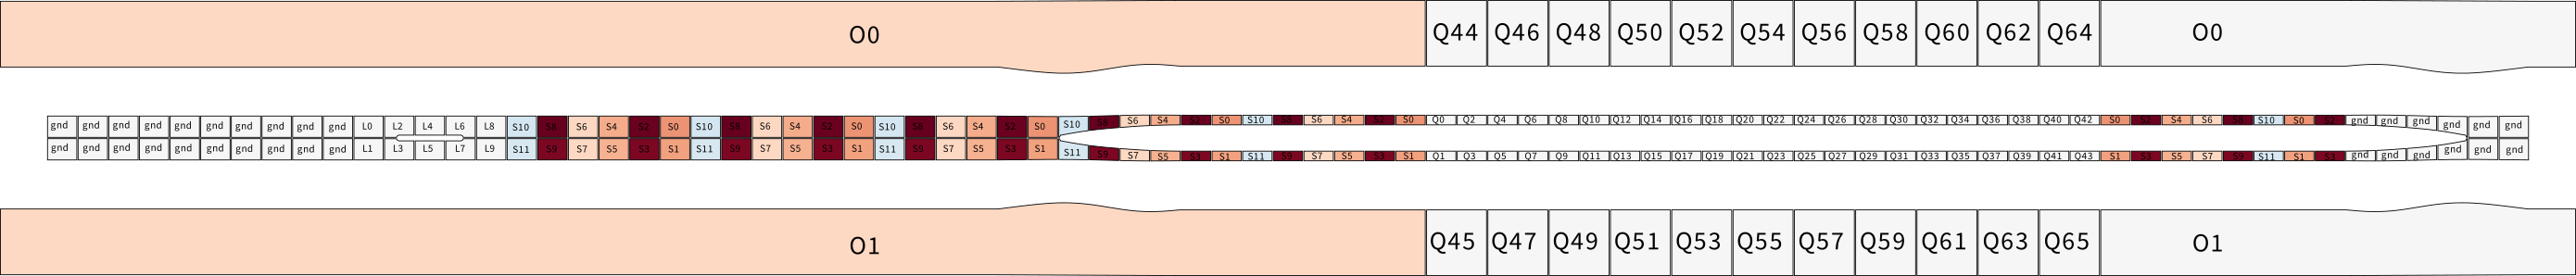 O0 Q44 Q46 Q48 Q50 Q52 Q54 Q56 Q58 Q60 Q62 Q64 O0
gnd gnd gnd gnd gnd gnd gnd gnd gnd gnd L0 L2 L4 L6 L8 S10 S8 S6 S4 S2 S0 S10 S8 S6 S4 S2 S0 S10 S8 S6 S4 S2 S0 S10 S8 S6 S4 S2 S0 S10 S8 S6 S4 S2 S0 Q0 Q2 Q4 Q6 Q8 Q10 Q12 Q14 Q16 Q18 Q20 Q22 Q24 Q26 Q28 Q30 Q32 Q34 Q36 Q38 Q40 Q42 S0 S2 S4 S6 S8 S10 S0 S2 gnd gnd gnd gnd gnd gnd
gnd gnd gnd gnd gnd gnd gnd gnd gnd gnd L1 L3 L5 L7 L9 S11 S9 S7 S5 S3 S1 S11 S9 S7 S5 S3 S1 S11 S9 S7 S5 S3 S1 S11 S9 S7 S5 S3 S1 S11 S9 S7 S5 S3 S1 Q1 Q3 Q5 Q7 Q9 Q11 Q13 Q15 Q17 Q19 Q21 Q23 Q25 Q27 Q29 Q31 Q33 Q35 Q37 Q39 Q41 Q43 S1 S3 S5 S7 S9 S11 S1 S3 gnd gnd gnd gnd gnd gnd
O1 Q45 Q47 Q49 Q51 Q53 Q55 Q57 Q59 Q61 Q63 Q65 O1